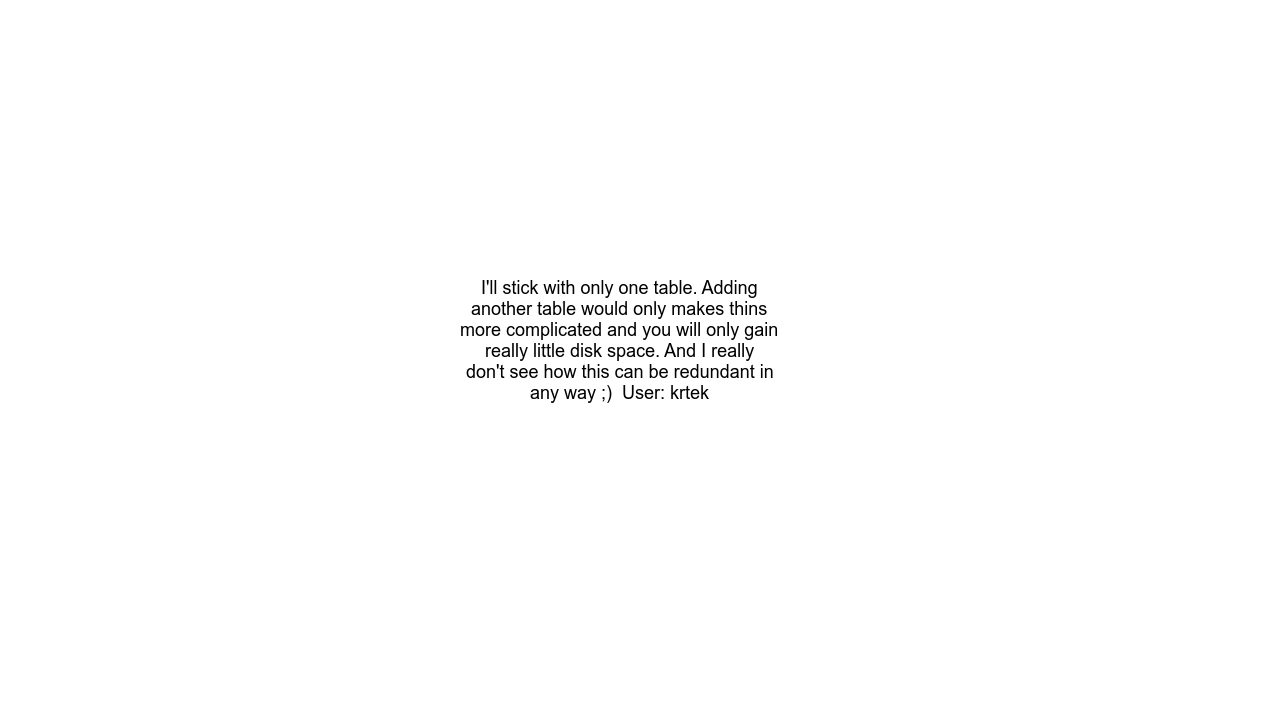 I'll stick with only one table. Adding
another table would only makes thins
more complicated and you will only gain
really little disk space. And I really
don't see how this can be redundant in
any way ;)  User: krtek